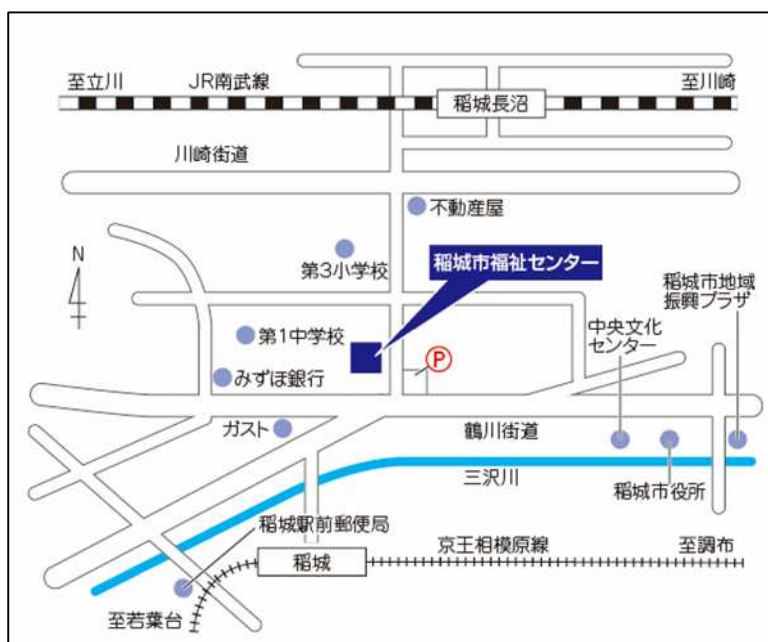 至立川
JR南武線
至川崎
稲城長沼
川崎街道
不動産屋
N
第3小学校
稲城市福祉センター
稲城市地域
振興プラザ
中央文化
センター
第1中学校
P
みずほ銀行
ガスト
鶴川街道
三沢川
稲城市役所
稲城駅前郵便局
稲城
京王相模原線
至調布
至若葉台